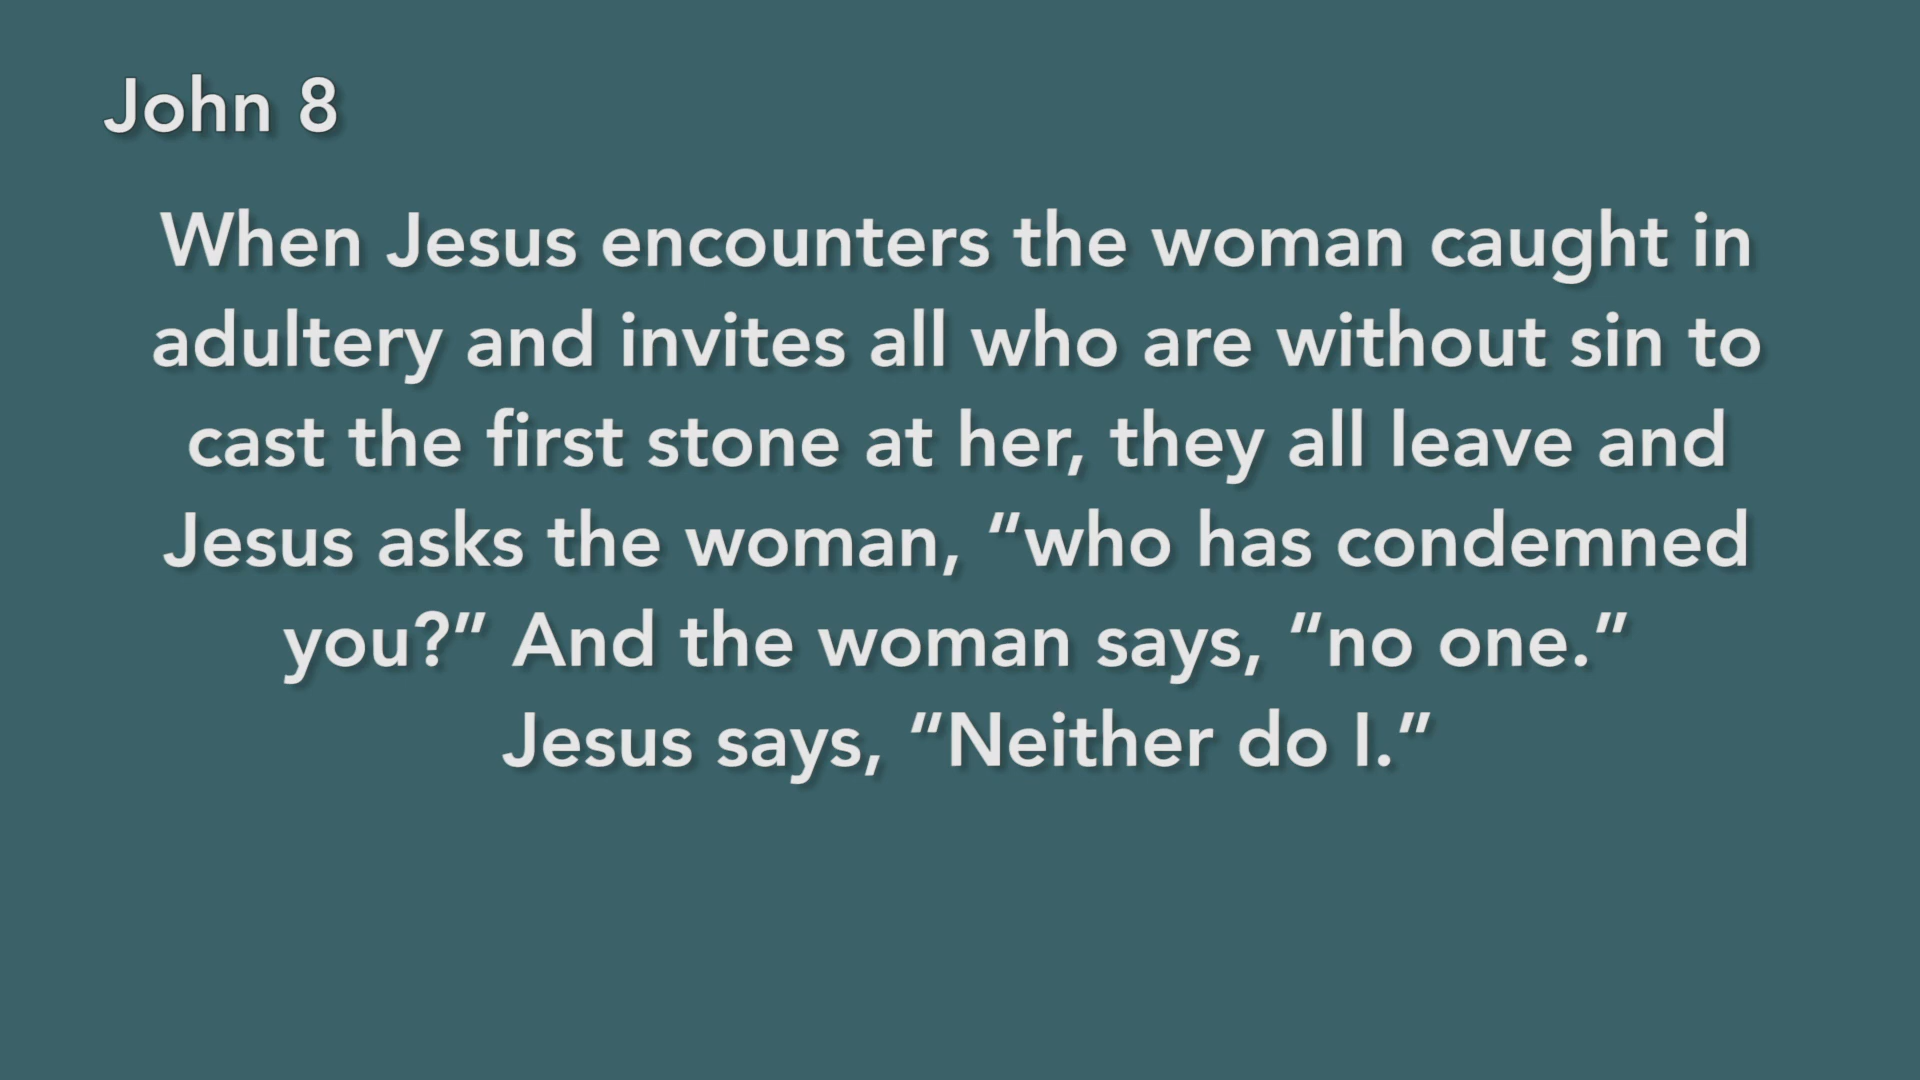 John 8
When Jesus encounters the woman caught in
adultery and invites all who are without sin to
cast the first stone at her, they all leave and
Jesus asks the woman, “who has condemned
you?” And the woman says, “no one.”
Jesus says, “Neither do I.”